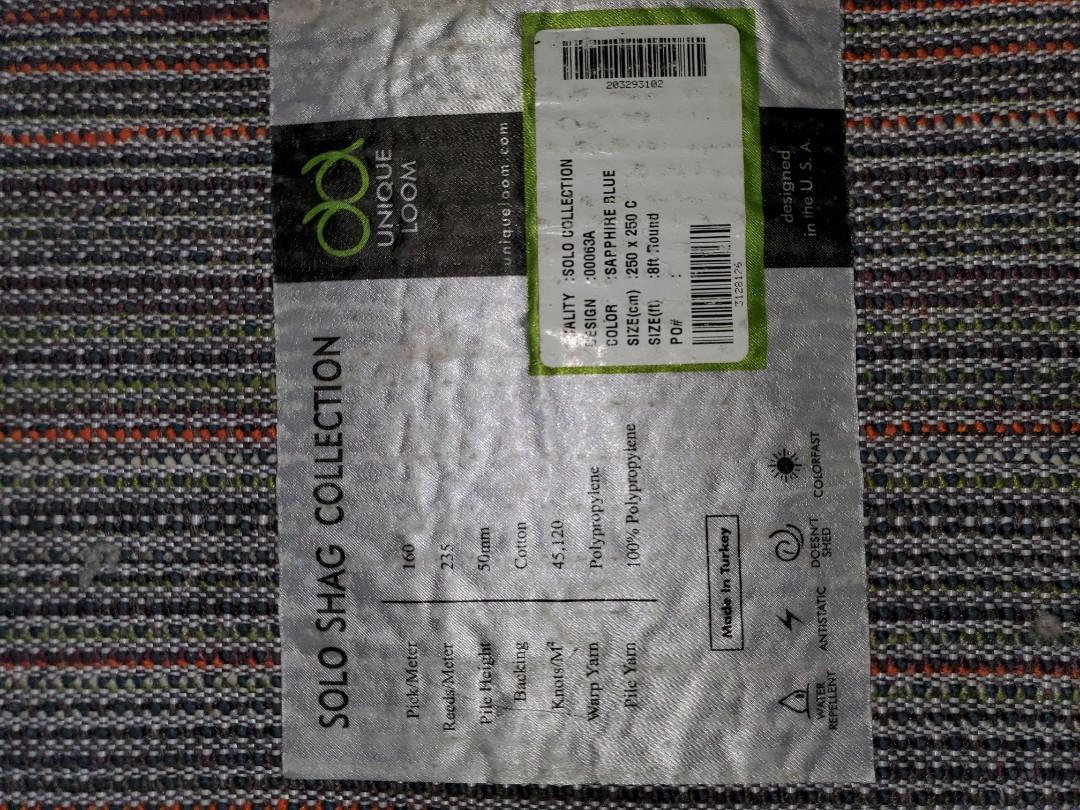 SOLO SHAG COLLECTION
Pick/Meter 160
Reeds/Meter 235
Pile Height 50mm
Backing Cotton
Knots/M² 45,120
Warp Yarn Polypropylene
Pile Yarn 100% Polypropylene
Made in Turkey
WATER REPELLENT
ANTISTATIC
DOESN'T SHED
COLORFAST
UNIQUE
LOOM
uniqueloom.com
203293102
ALITY :SOLO COLLECTION
ESIGN :00063A
COLOR :SAPPHIRE BLUE
SIZE(cm) :250 x 250 C
SIZE(ft) :8ft Round
PO# :
3128126
designed
in the U. S. A.